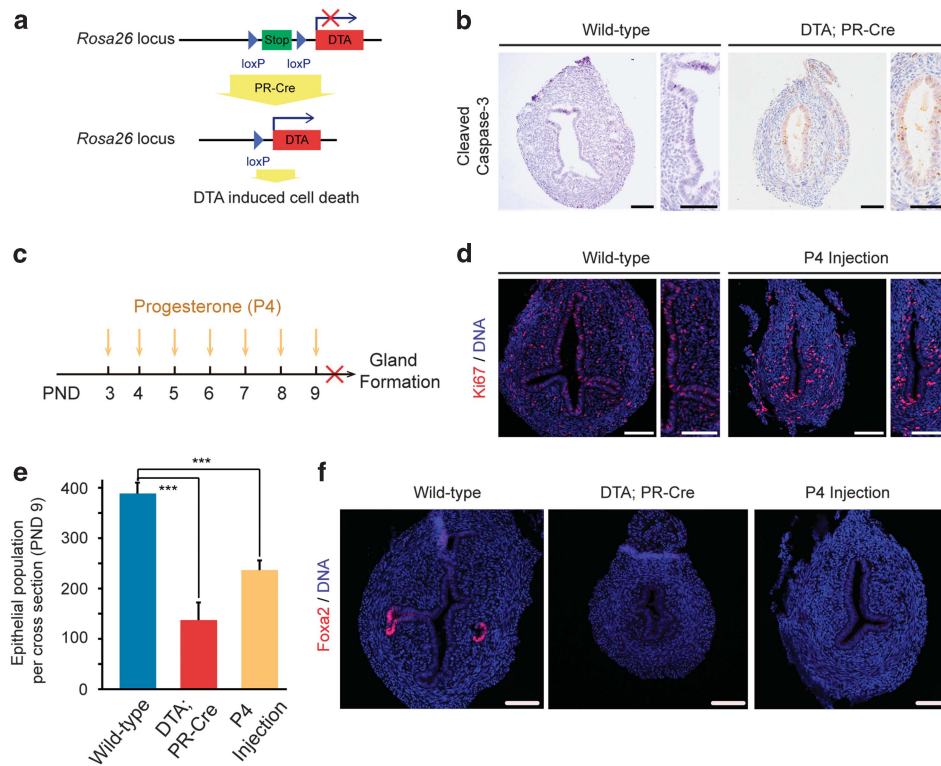 a
Rosa26 locus
Stop
DTA
loxP
loxP
PR-Cre
Rosa26 locus
DTA
loxP
DTA induced cell death
b
Wild-type
DTA; PR-Cre
Cleaved
Caspase-3
c
Progesterone (P4)
Gland
Formation
PND
3 4 5 6 7 8 9
d
Wild-type
P4 Injection
Ki67 / DNA
e
Epithelial population
per cross section (PND 9)
400
300
200
100
0
***
***
Wild-type
DTA;
PR-Cre
P4
Injection
f
Wild-type
DTA; PR-Cre
P4 Injection
Foxa2 / DNA